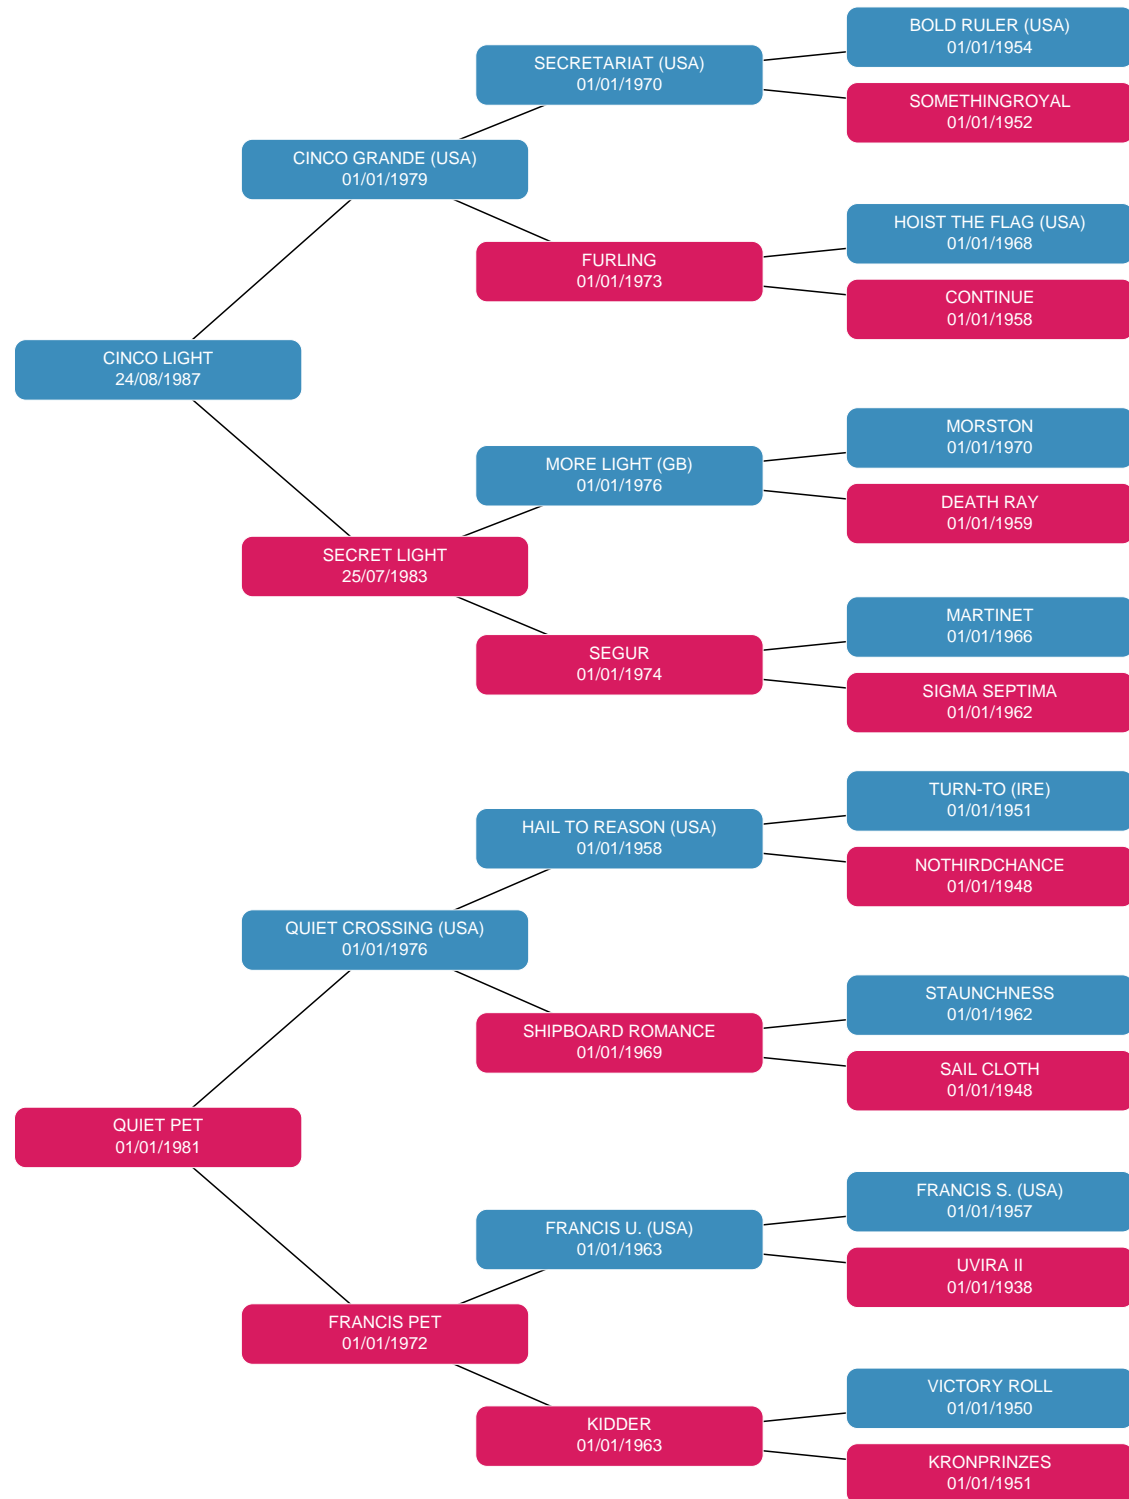 BOLD RULER (USA)
01/01/1954
SECRETARIAT (USA)
01/01/1970
SOMETHINGROYAL
01/01/1952
CINCO GRANDE (USA)
01/01/1979
HOIST THE FLAG (USA)
01/01/1968
FURLING
01/01/1973
CONTINUE
01/01/1958
CINCO LIGHT
24/08/1987
MORSTON
01/01/1970
MORE LIGHT (GB)
01/01/1976
DEATH RAY
01/01/1959
SECRET LIGHT
25/07/1983
MARTINET
01/01/1966
SEGUR
01/01/1974
SIGMA SEPTIMA
01/01/1962
TURN-TO (IRE)
01/01/1951
HAIL TO REASON (USA)
01/01/1958
NOTHIRDCHANCE
01/01/1948
QUIET CROSSING (USA)
01/01/1976
STAUNCHNESS
01/01/1962
SHIPBOARD ROMANCE
01/01/1969
SAIL CLOTH
01/01/1948
QUIET PET
01/01/1981
FRANCIS S. (USA)
01/01/1957
FRANCIS U. (USA)
01/01/1963
UVIRA II
01/01/1938
FRANCIS PET
01/01/1972
VICTORY ROLL
01/01/1950
KIDDER
01/01/1963
KRONPRINZES
01/01/1951